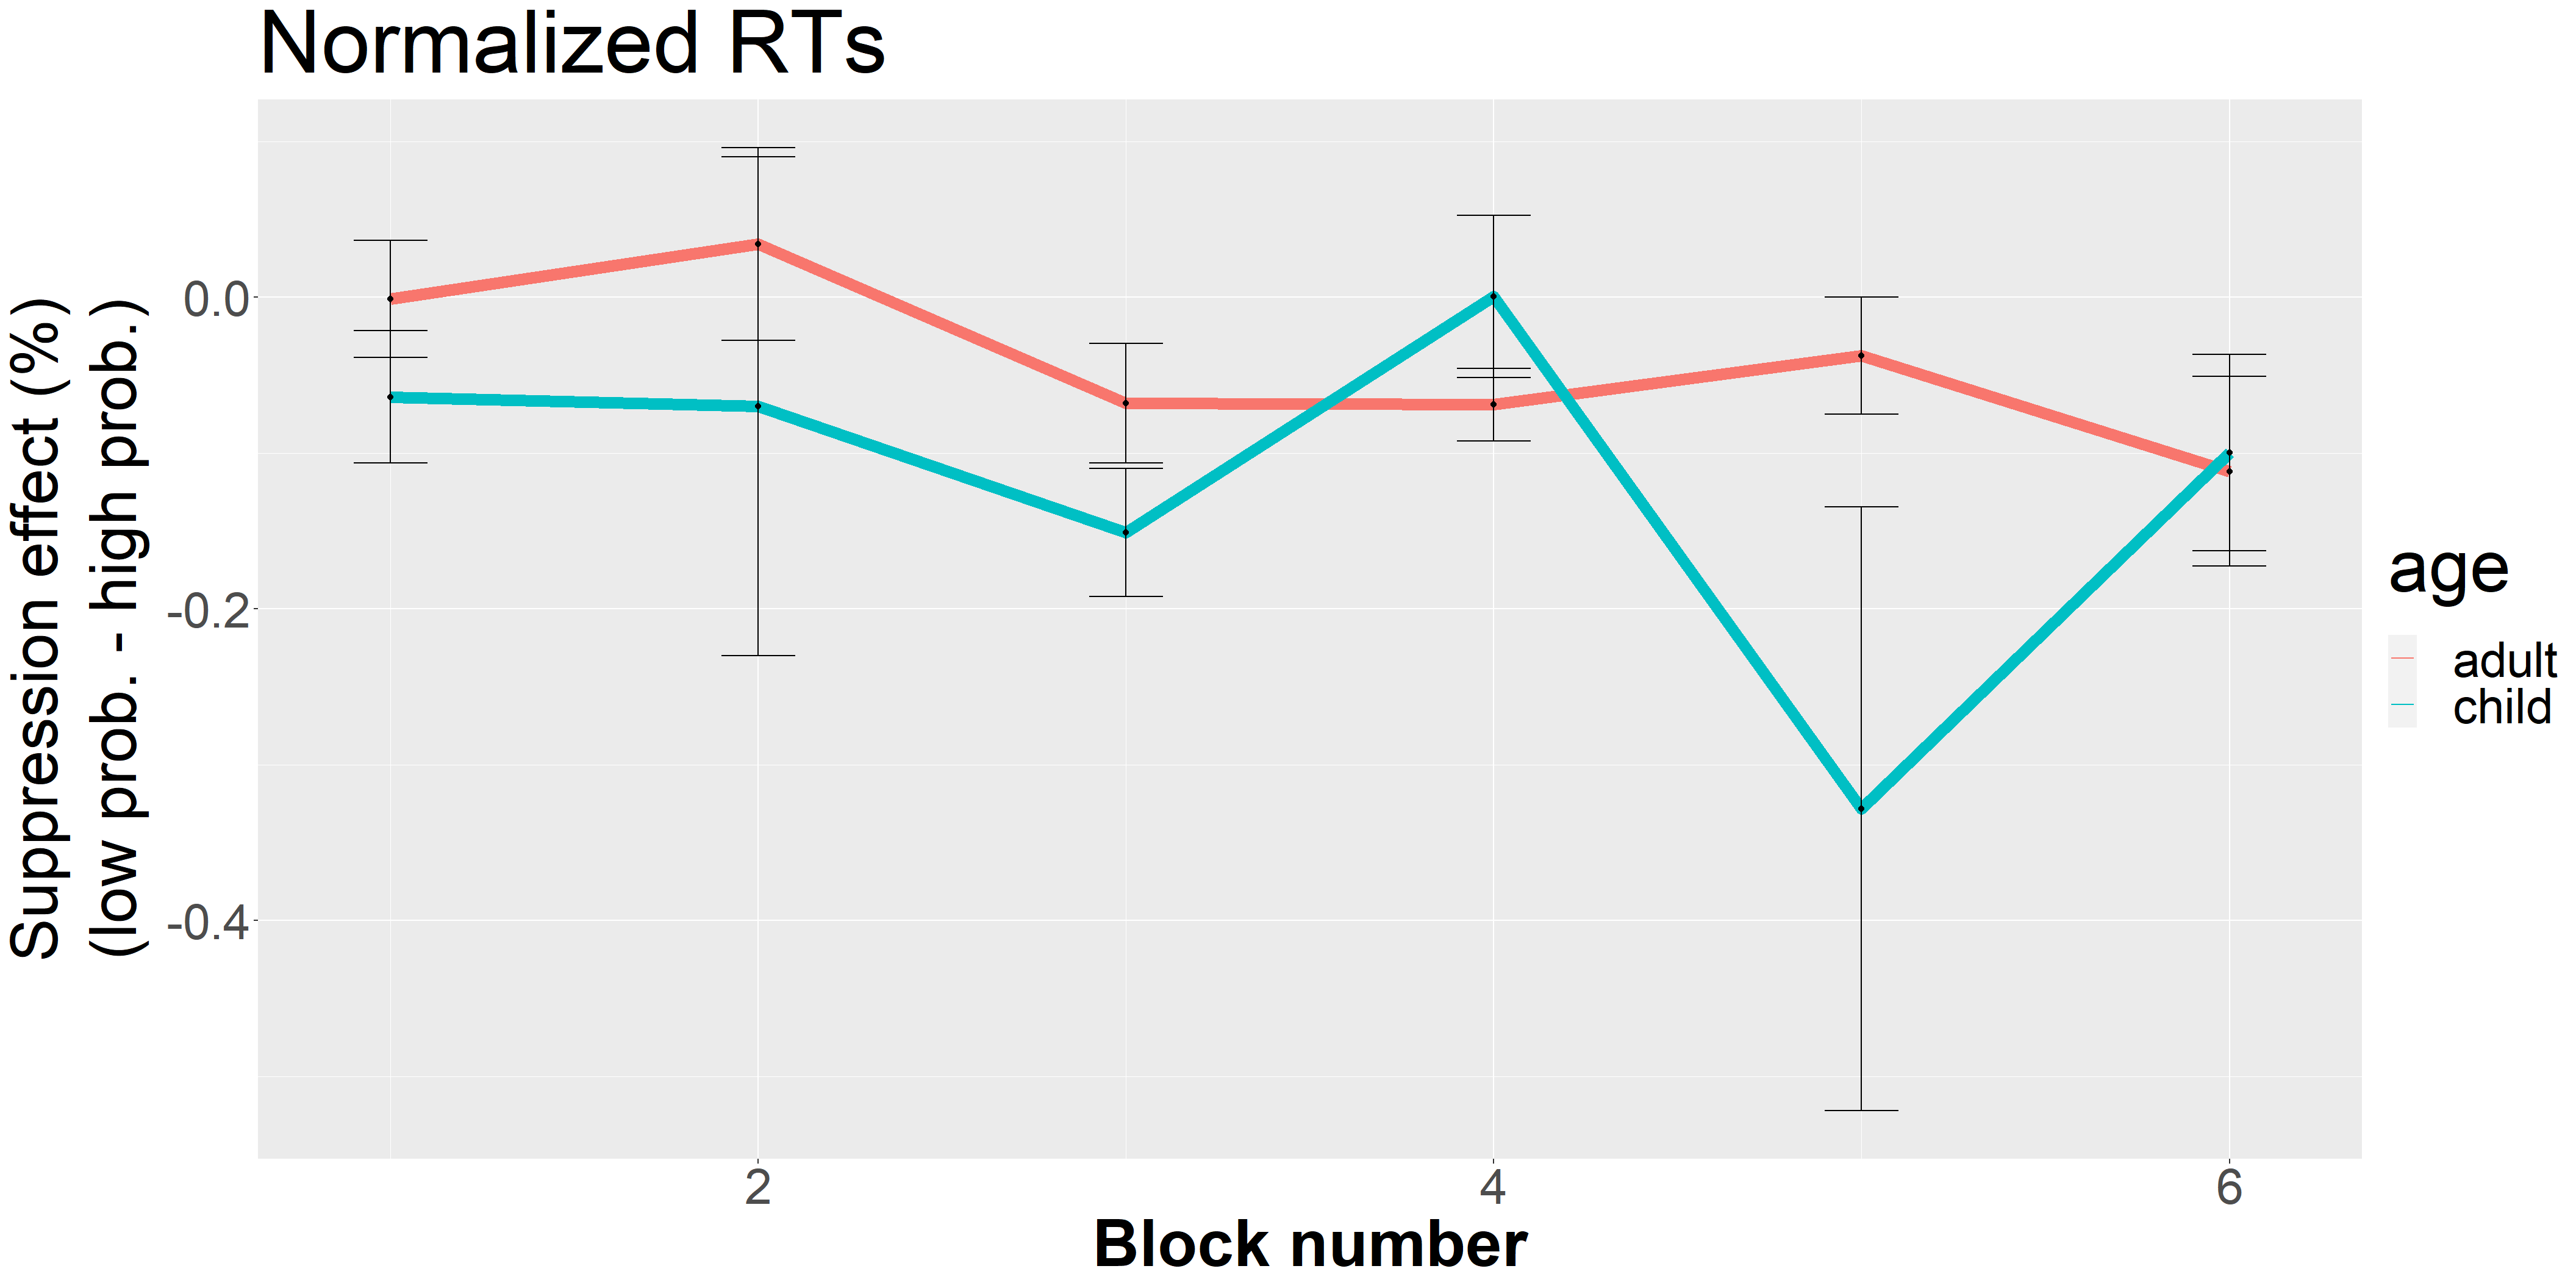 Normalized RTs
Suppression effect (%)
(low prob. - high prob.)
0.0
-0.2
-0.4
2
4
6
Block number
age
adult
child